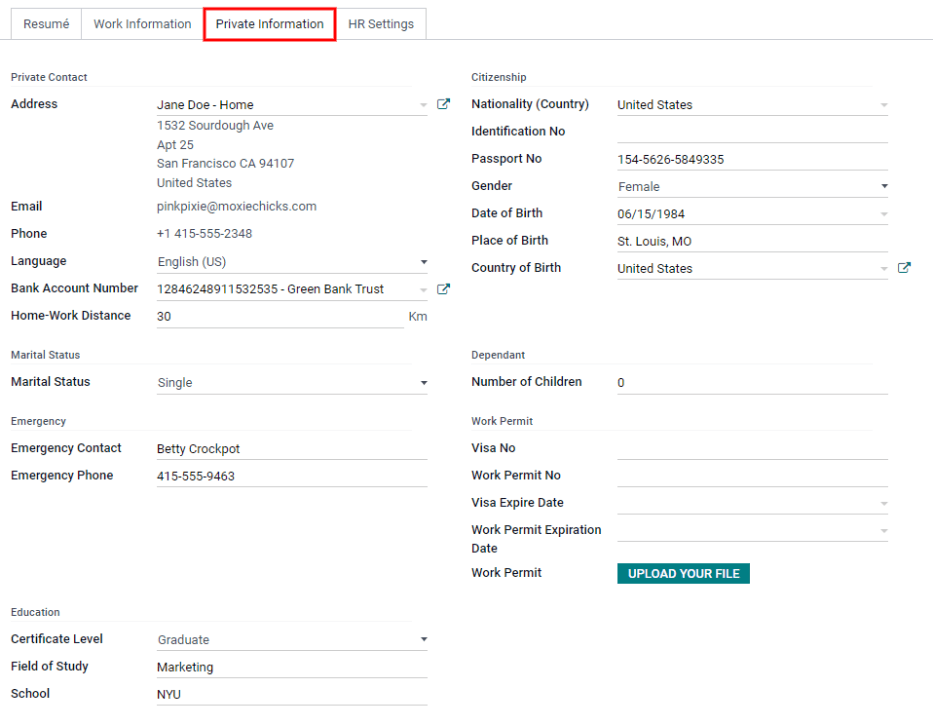 Resumé
Work Information
Private Information
HR Settings
Private Contact
Address
Jane Doe - Home
1532 Sourdough Ave
Apt 25
San Francisco CA 94107
United States
Email
pinkpixie@moxiechicks.com
Phone
+1 415-555-2348
Language
English (US)
Bank Account Number
12846248911532535 - Green Bank Trust
Home-Work Distance
30
Km
Citizenship
Nationality (Country)
United States
Identification No
Passport No
154-5626-5849335
Gender
Female
Date of Birth
06/15/1984
Place of Birth
St. Louis, MO
Country of Birth
United States
Marital Status
Marital Status
Single
Dependant
Number of Children
0
Emergency
Emergency Contact
Betty Crockpot
Emergency Phone
415-555-9463
Work Permit
Visa No
Work Permit No
Visa Expire Date
Work Permit Expiration
Date
Work Permit
UPLOAD YOUR FILE
Education
Certificate Level
Graduate
Field of Study
Marketing
School
NYU